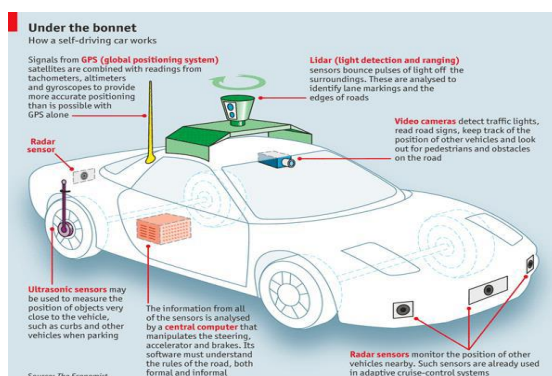 Under the bonnet
How a self-driving car works
Signals from GPS (global positioning system)
satellites are combined with readings from
tachometers, altimeters
and gyroscopes to provide
more accurate positioning
than is possible with
GPS alone
Lidar (light detection and ranging)
sensors bounce pulses of light off the
surroundings. These are analysed to
identify lane markings and the
edges of roads
Video cameras detect traffic lights,
read road signs, keep track of the
position of other vehicles and look
out for pedestrians and obstacles
on the road
Radar
sensor
Ultrasonic sensors may
be used to measure the
position of objects very
close to the vehicle,
such as curbs and other
vehicles when parking
The information from all
of the sensors is analysed
by a central computer that
manipulates the steering,
accelerator and brakes. Its
software must understand
the rules of the road, both
formal and informal
Radar sensors monitor the position of other
vehicles nearby. Such sensors are already used
in adaptive cruise-control systems
Source: The Economist